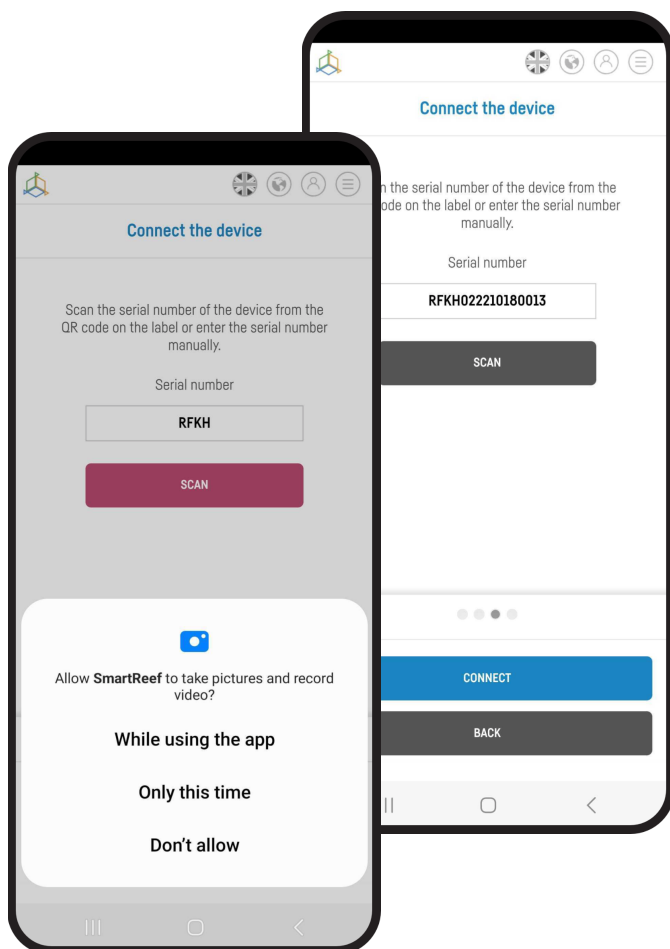 Connect the device
Scan the serial number of the device from the
QR code on the label or enter the serial number
manually.
Serial number
RFKH
SCAN
Allow SmartReef to take pictures and record
video?
While using the app
Only this time
Don't allow
Connect the device
the serial number of the device from the
on the label or enter the serial number
manually.
Serial number
RFKH022210180013
SCAN
CONNECT
BACK